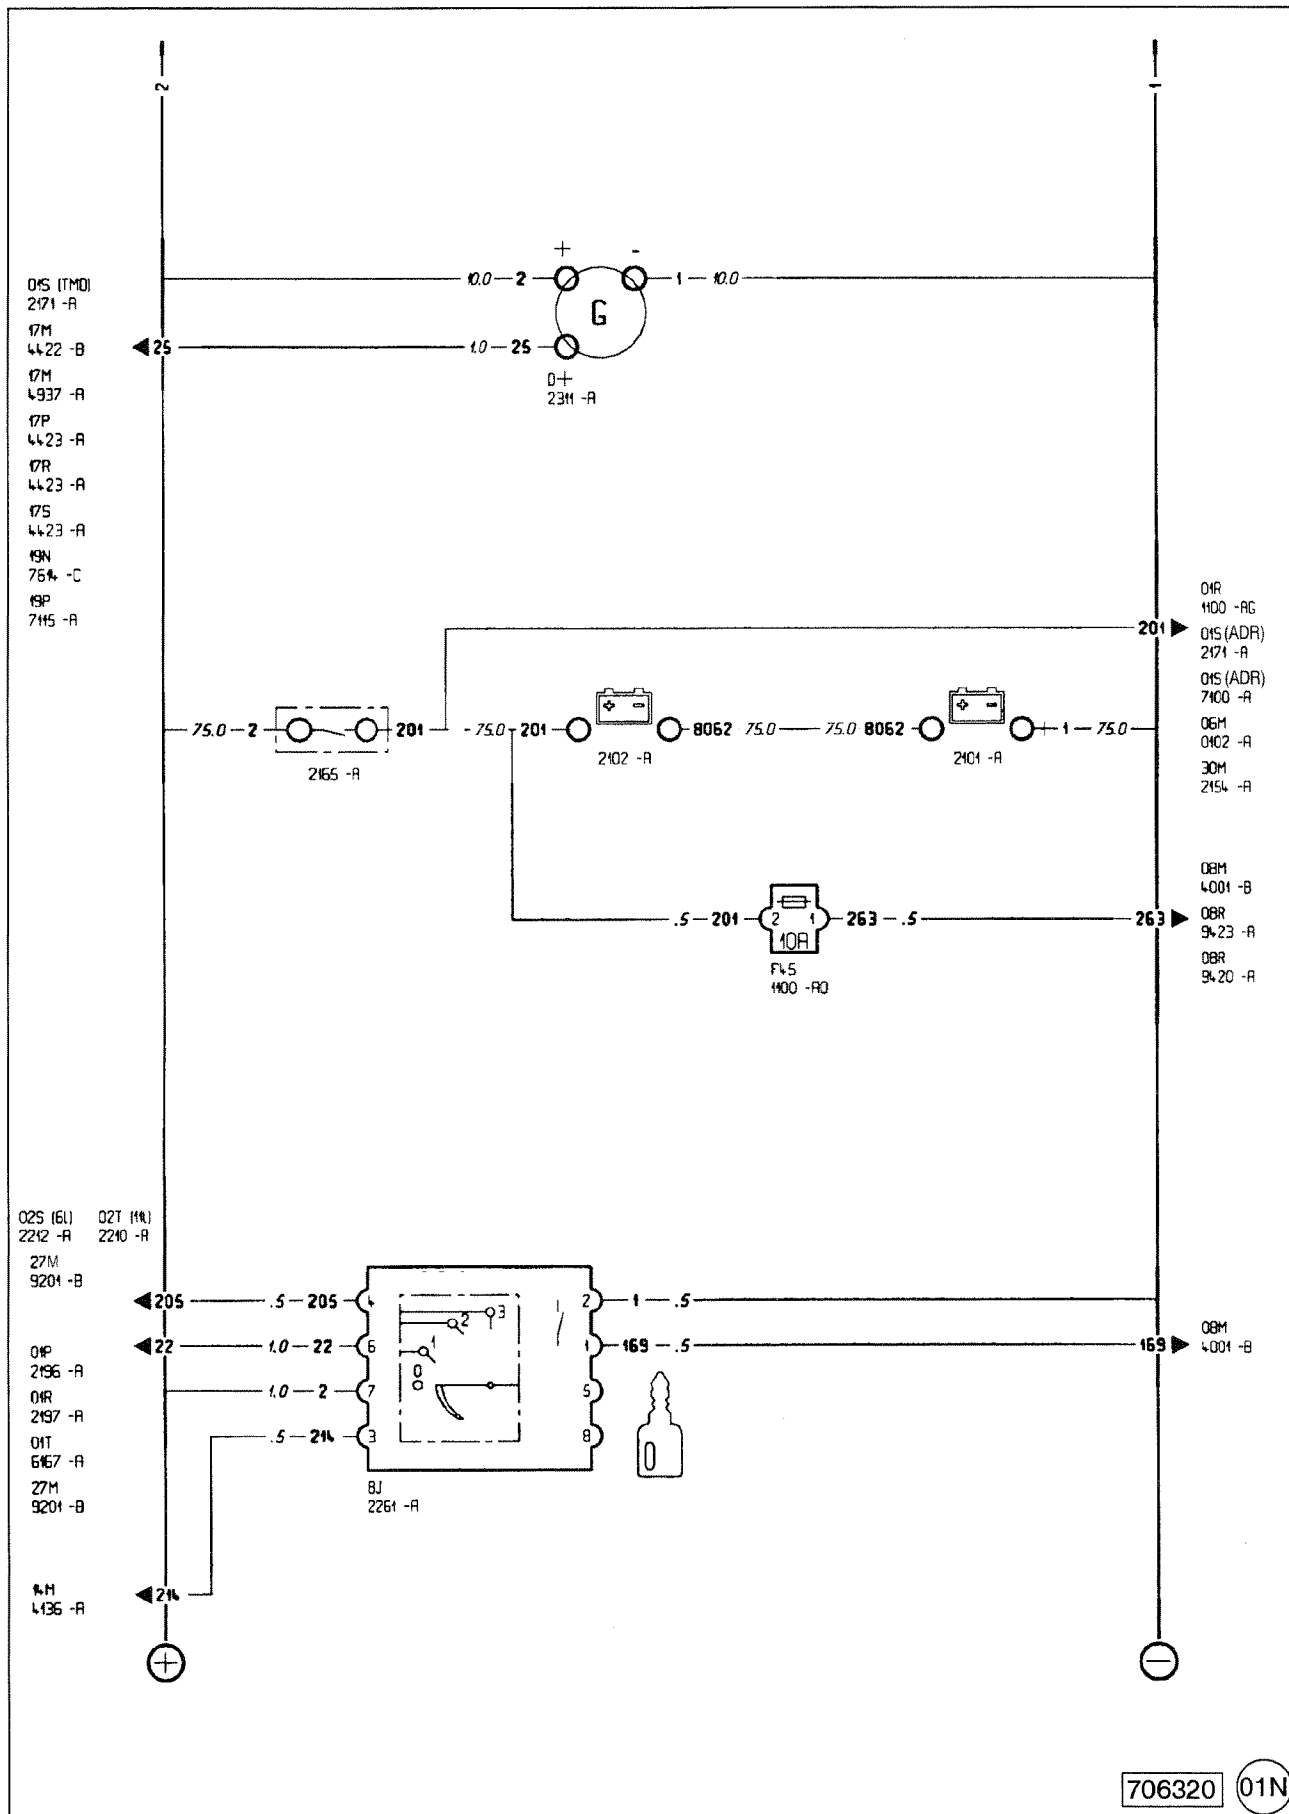 2
1
+ -
10.0 2
1 10.0
G
01S (TMD)
2171 -A
17M
4422 -B
25
1.0 25
D+
2311 -A
17M
4937 -A
17P
4423 -A
17R
4423 -A
17S
4423 -A
19N
7614 -C
19P
7115 -A
201
01R
1100 -AG
01S (ADR)
2171 -A
01S (ADR)
7100 -A
06M
0102 -A
30M
2154 -A
75.0 2
201
75.0 201
+ -
8062 75.0
75.0 8062
+ -
1 75.0
2165 -A
2102 -A
2101 -A
.5 201
2 1
10A
263 .5
263
F45
1100 -AO
08M
4001 -B
08R
9423 -A
08R
9420 -A
02S (6L) 02T (11L)
2212 -A 2210 -A
27M
9201 -B
205
.5 205
4
2
1 .5
22
1.0 22
6
1
169 .5
169
08M
4001 -B
1.0 2
7
5
.5 214
3
8
3
2
1
0
01P
2196 -A
01R
2197 -A
01T
6167 -A
27M
9201 -B
8J
2261 -A
14M
4136 -A
214
+
-
706320 01N